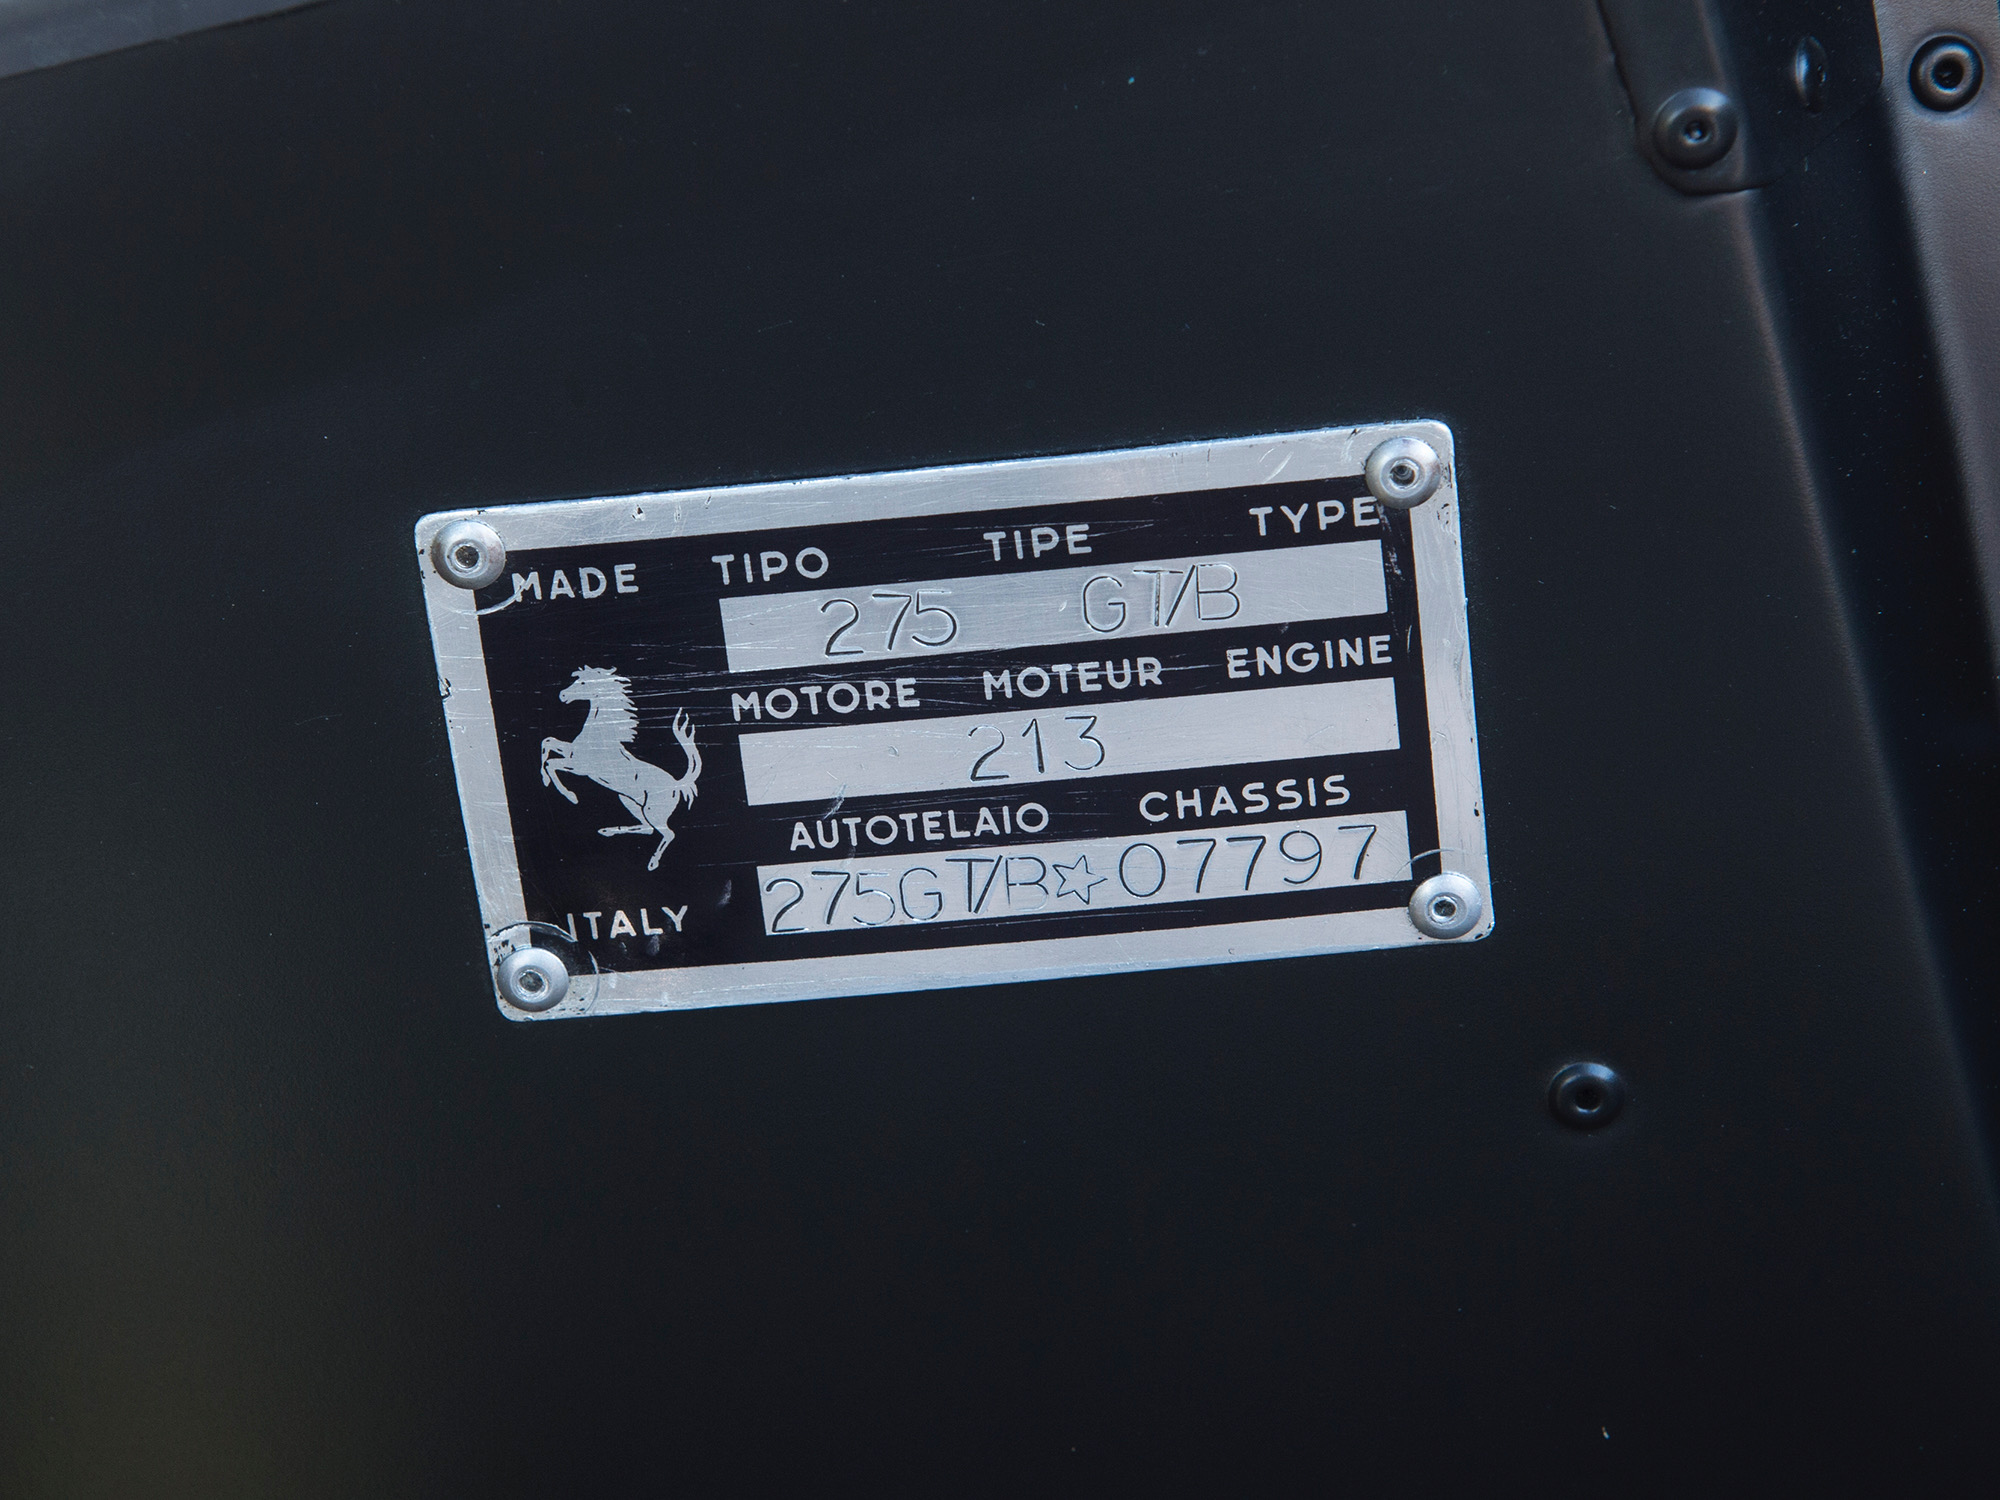 MADE TIPO TIPE TYPE
275 GT/B
MOTORE MOTEUR ENGINE
213
AUTOTELAIO CHASSIS
275GT/B☆07797
ITALY